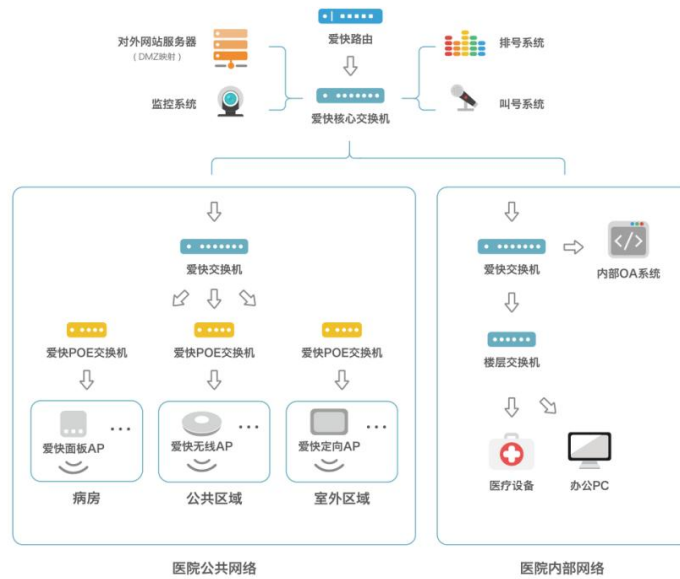 爱快路由
对外网站服务器
(DMZ映射)
排号系统
监控系统
爱快核心交换机
叫号系统
爱快交换机
爱快POE交换机
爱快POE交换机
爱快POE交换机
爱快面板AP
爱快无线AP
爱快定向AP
病房
公共区域
室外区域
医院公共网络
爱快交换机
内部OA系统
楼层交换机
医疗设备
办公PC
医院内部网络